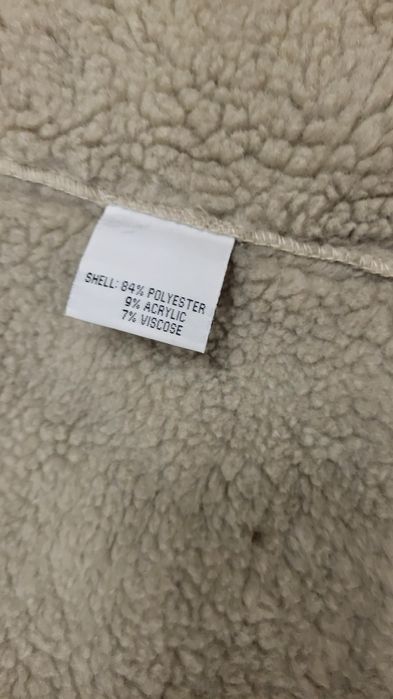 SHELL: 84% POLYESTER
9% ACRYLIC
7% VISCOSE